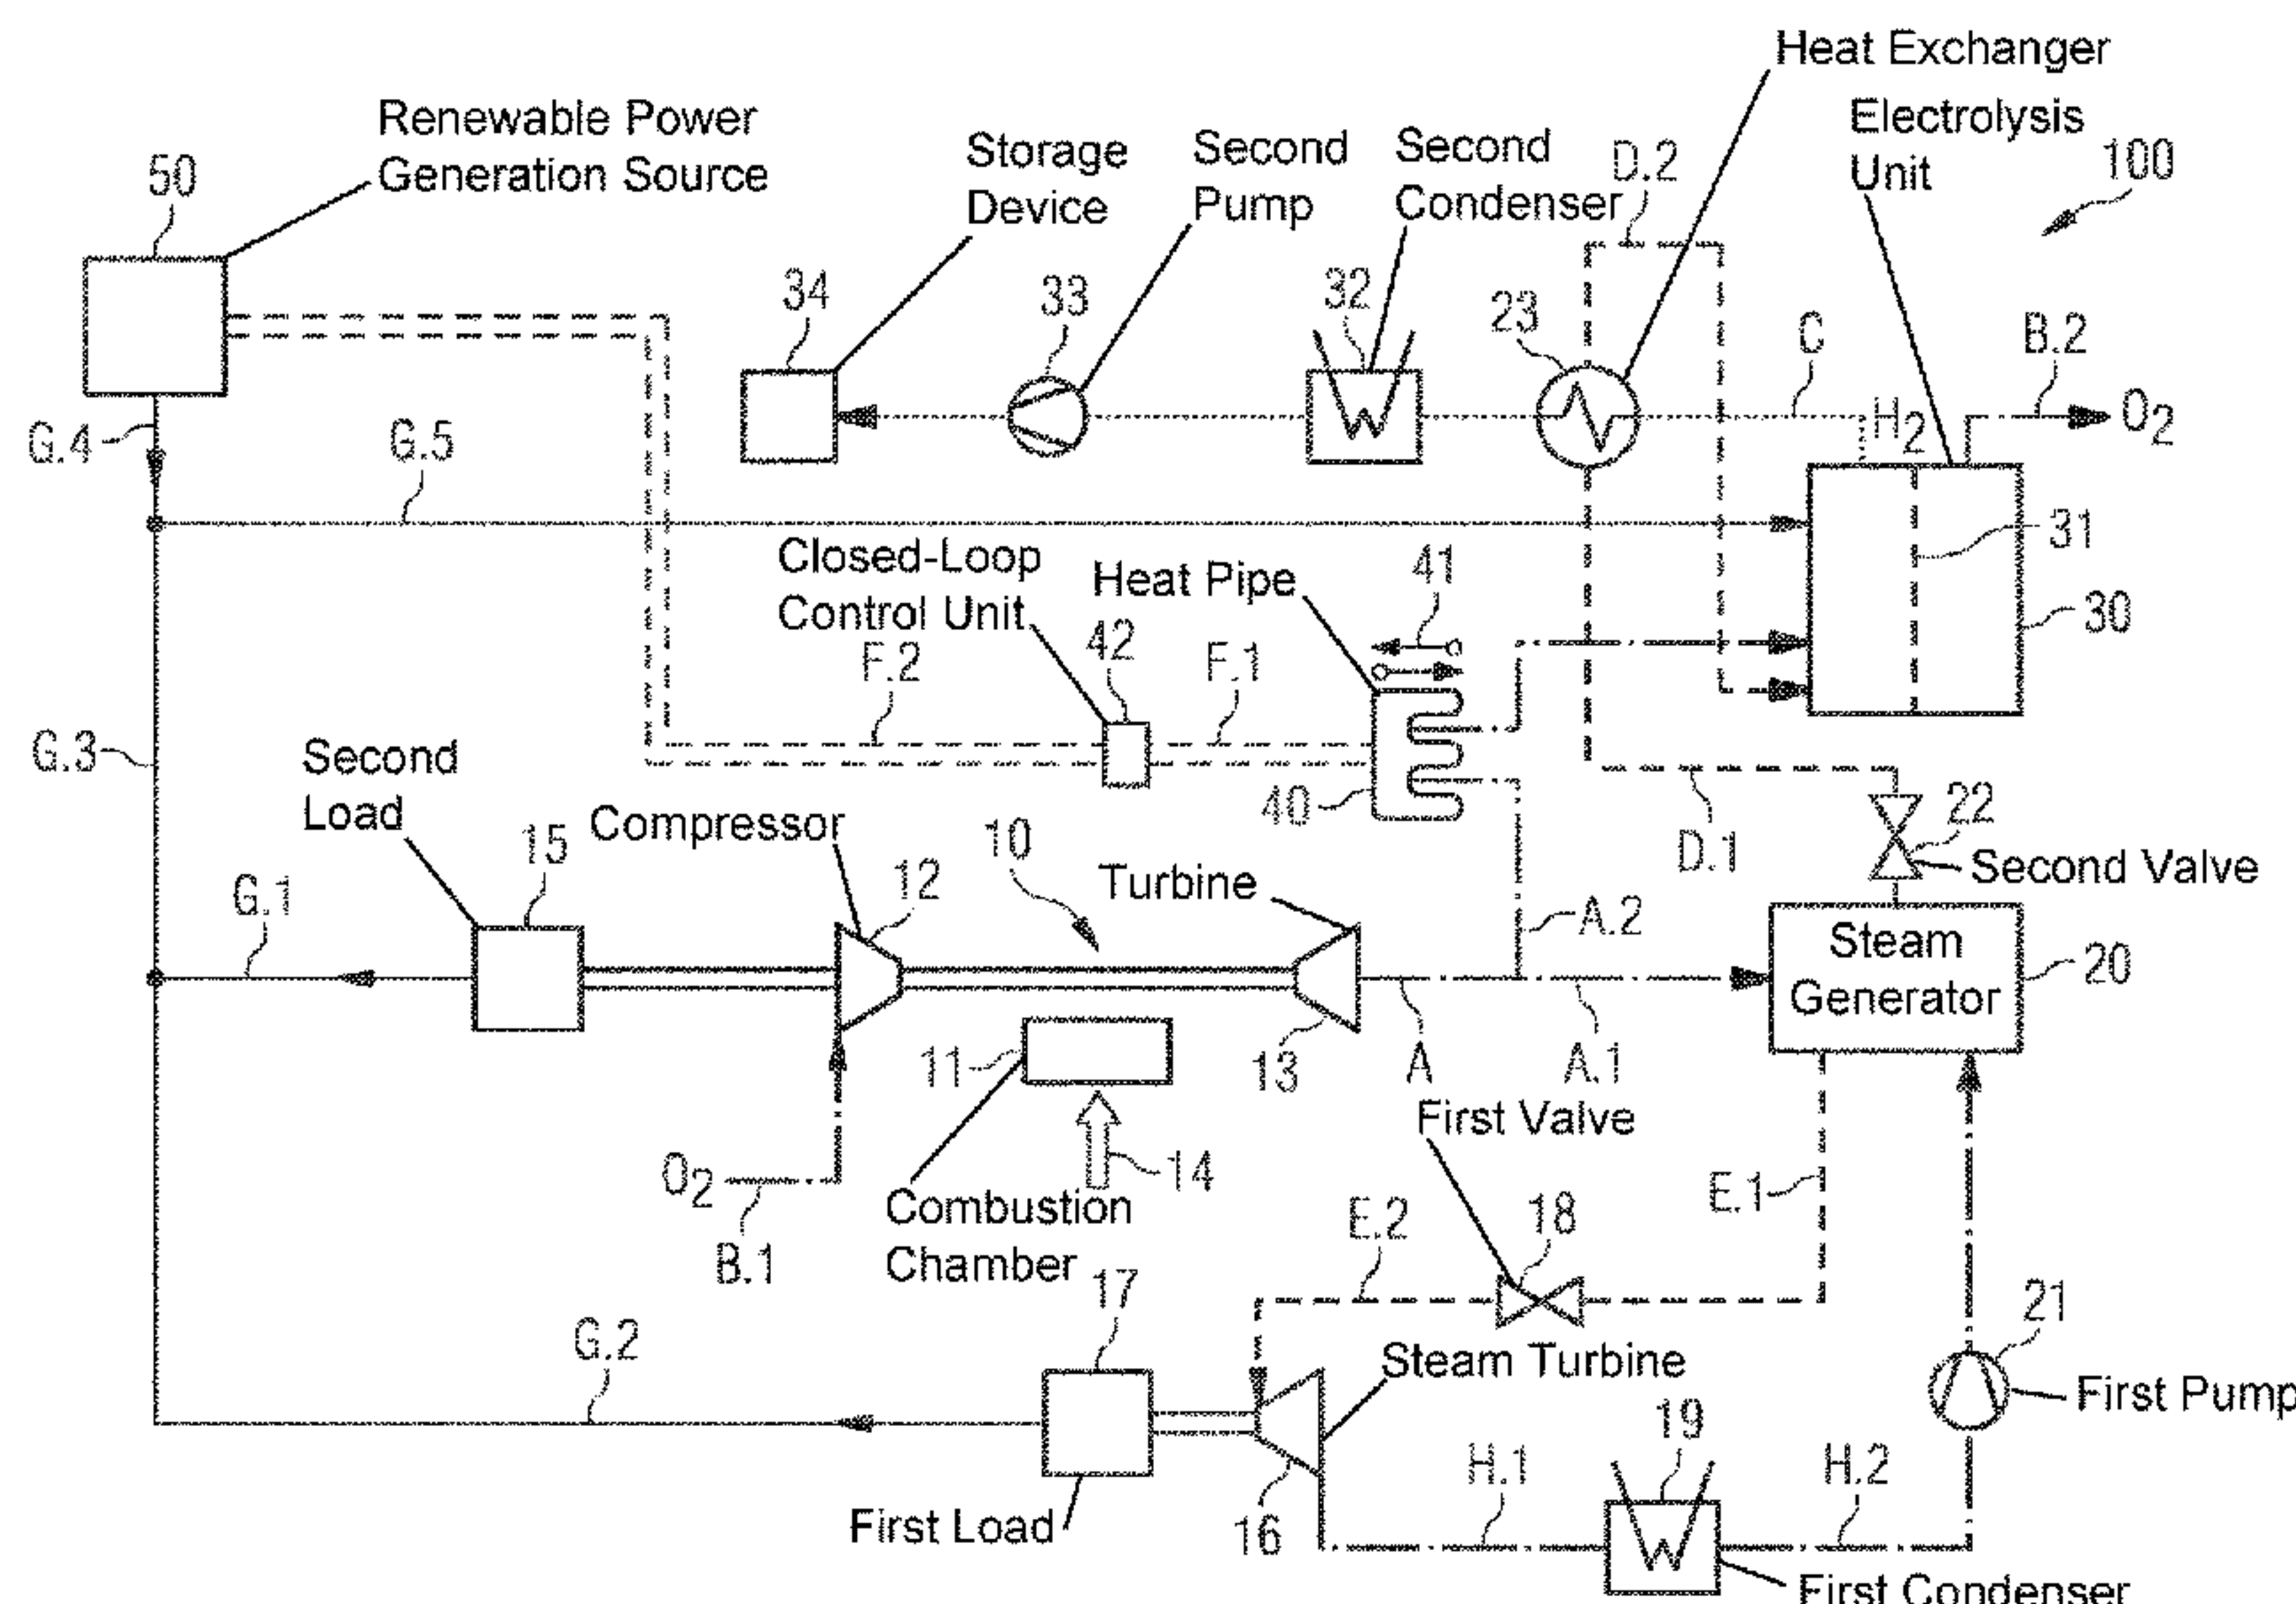 Heat Exchanger
Renewable Power
Generation Source
50
Storage
Device
Second
Pump
Second
Condenser
D.2
Electrolysis
Unit
100
34
33
32
23
C
B.2
H2
O2
G.4
G.5
31
Closed-Loop
Control Unit
42
Heat Pipe
41
30
F.2
F.1
G.3
Second
Load
15
Compressor
12
10
Turbine
40
D.1
22
Second Valve
G.1
A.2
Steam
Generator
20
11
13
A
A.1
First Valve
O2
B.1
14
Combustion
Chamber
E.1
E.2
18
17
G.2
Steam Turbine
21
First Pump
First Load
16
H.1
19
H.2
First Condenser